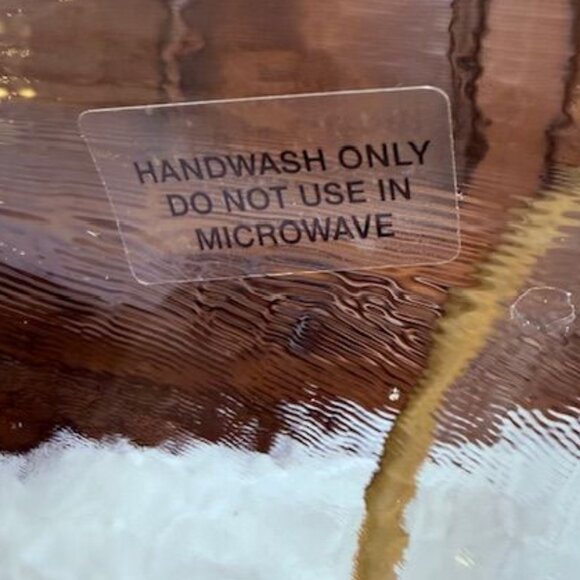 HANDWASH ONLY
DO NOT USE IN
MICROWAVE